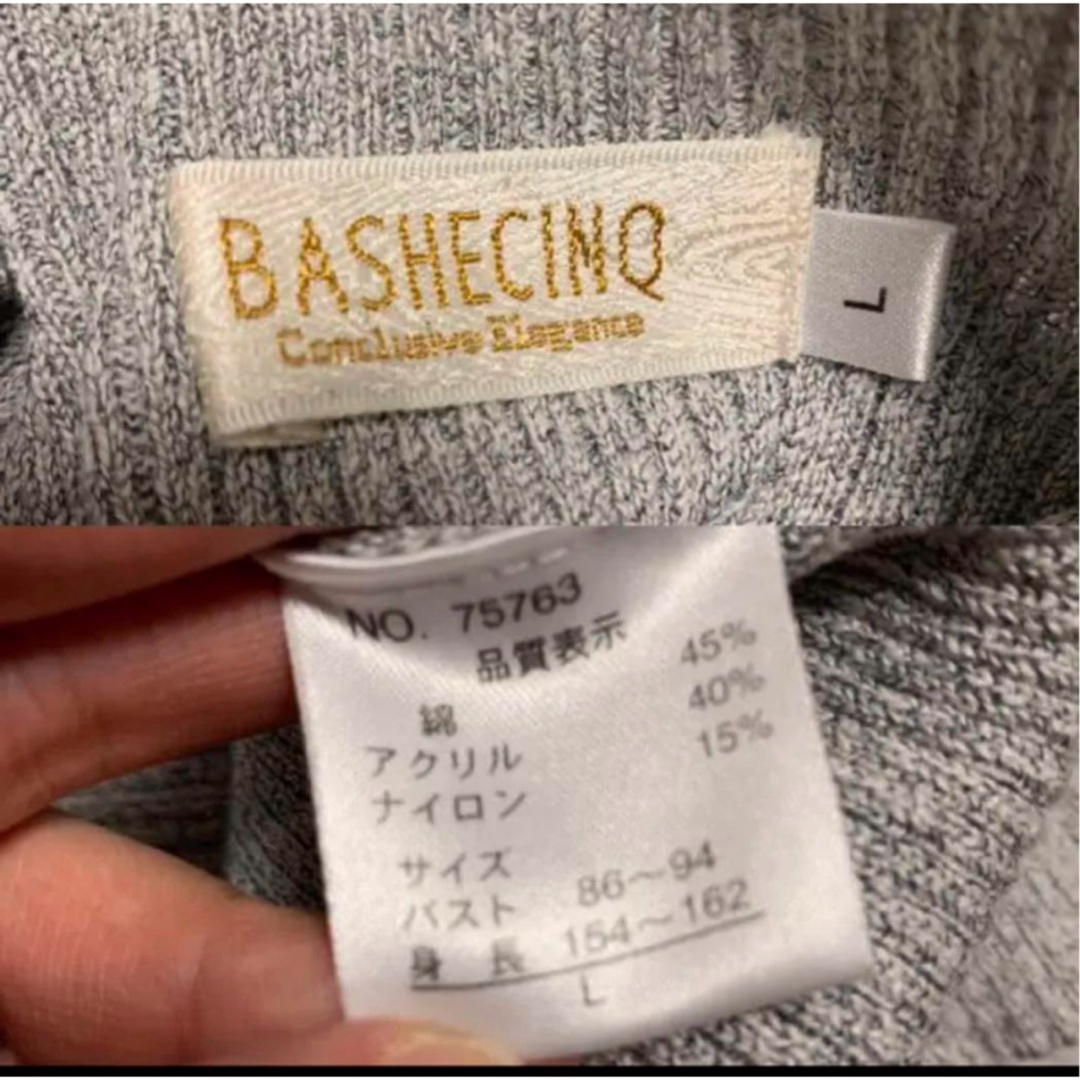 BASHECINQ
Conclusive Elegance
L
NO. 75763
品質表示
綿 45%
アクリル 40%
ナイロン 15%
サイズ
バスト 86～94
身 長 154～162
L